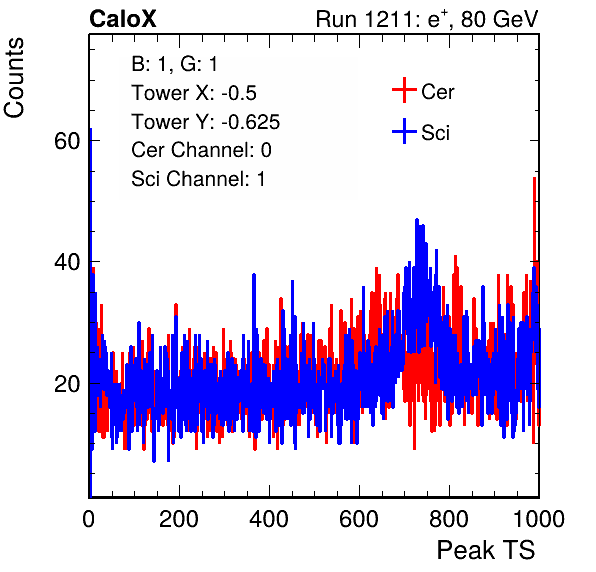 CaloX Run 1211: e+, 80 GeV
Counts
B: 1, G: 1
Tower X: -0.5
Tower Y: -0.625
Cer Channel: 0
Sci Channel: 1
Cer
Sci
60
40
20
0 200 400 600 800 1000
Peak TS